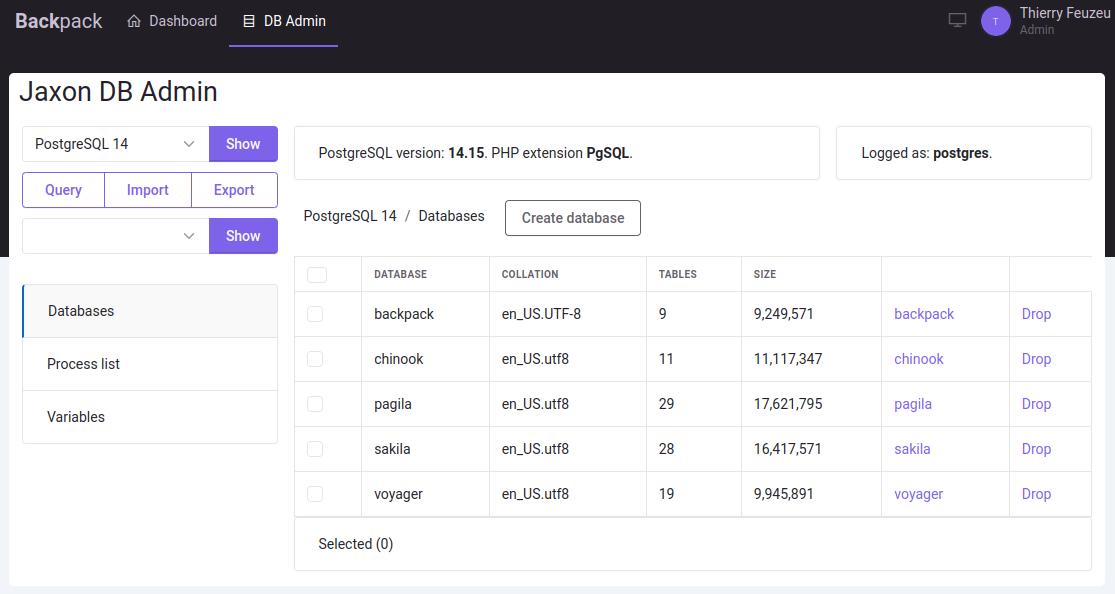 Backpack Dashboard DB Admin
Thierry Feuzeu
T
Admin
Jaxon DB Admin
PostgreSQL 14 Show
PostgreSQL version: 14.15. PHP extension PgSQL.
Logged as: postgres.
Query Import Export
PostgreSQL 14 / Databases Create database
Show
DATABASE COLLATION TABLES SIZE
Databases
Process list
Variables
backpack en_US.UTF-8 9 9,249,571 backpack Drop
chinook en_US.utf8 11 11,117,347 chinook Drop
pagila en_US.utf8 29 17,621,795 pagila Drop
sakila en_US.utf8 28 16,417,571 sakila Drop
voyager en_US.utf8 19 9,945,891 voyager Drop
Selected (0)